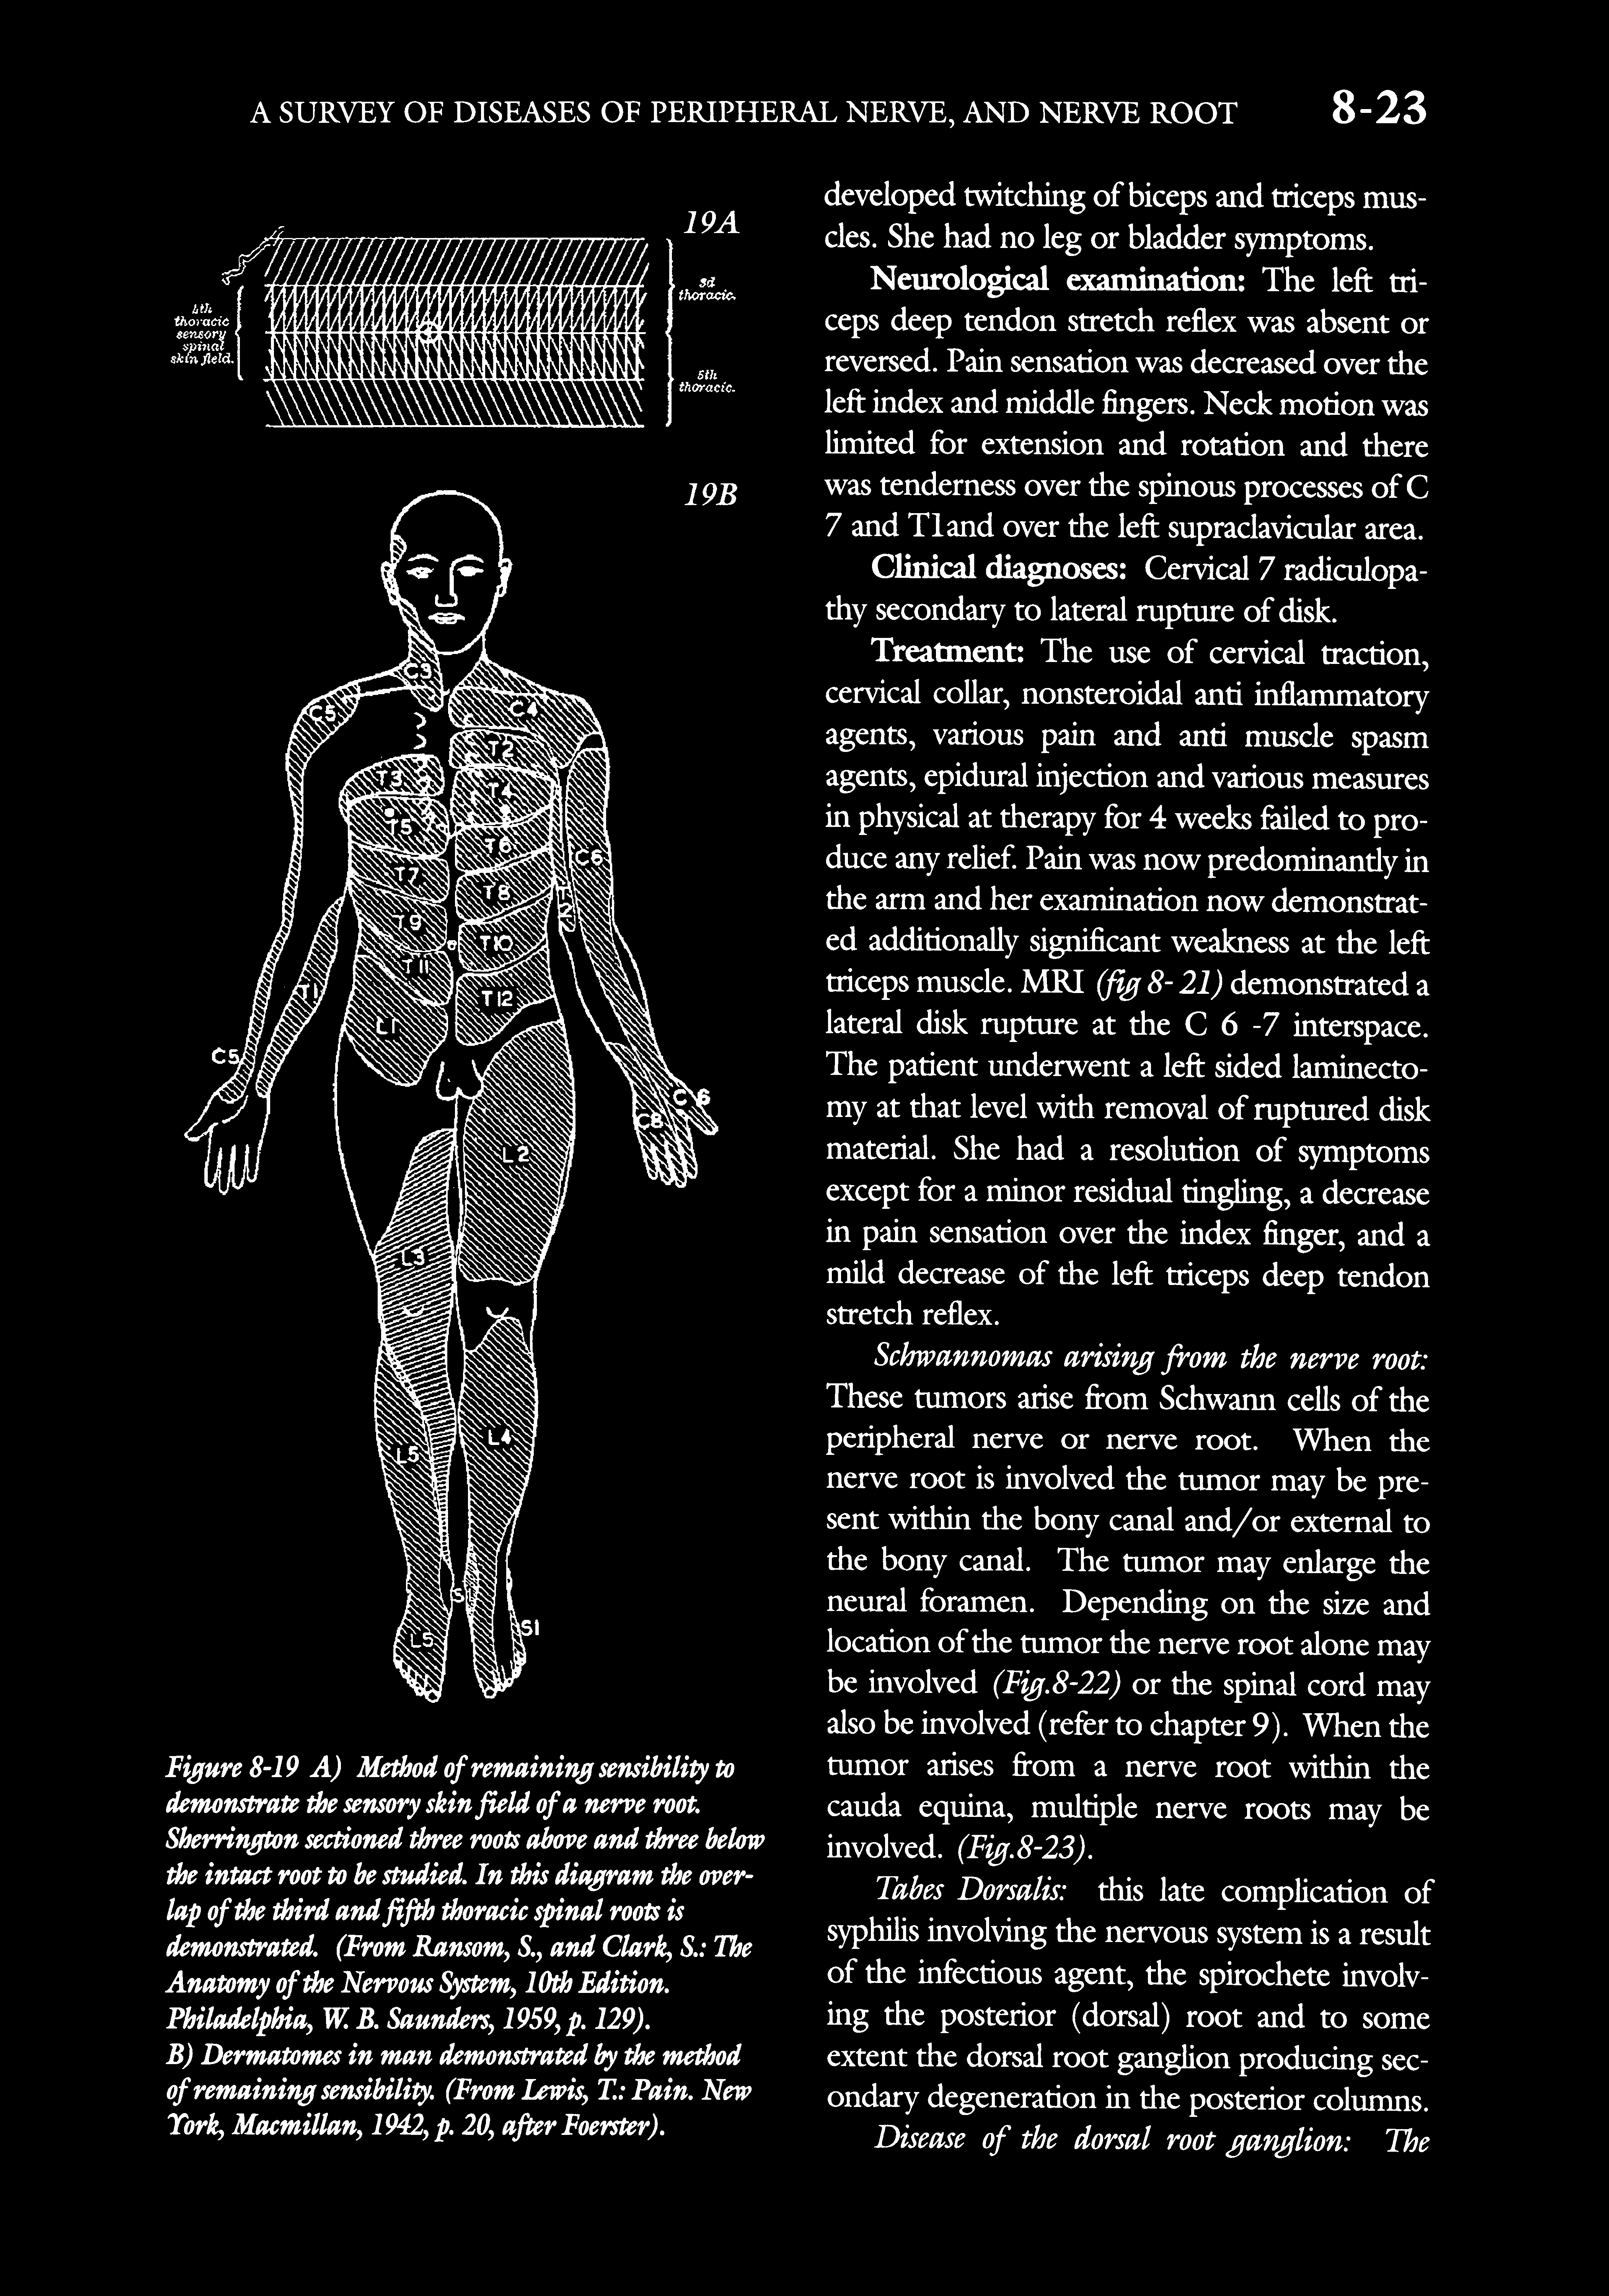 A SURVEY OF DISEASES OF PERIPHERAL NERVE, AND NERVE ROOT 8-23
19A
3d
thoracic.
4th
thoracic
sensory
spinal
skin field.
5th
thoracic.
19B
C3
C5
C4
T2
T3
T4
T5
T6
C6
T7
T8
T2
T9
T10
T11
T1
T12
L1
C5
C6
C8
L2
L3
L4
L5
S1
S1
L5
Figure 8-19 A) Method of remaining sensibility to
demonstrate the sensory skin field of a nerve root.
Sherrington sectioned three roots above and three below
the intact root to be studied. In this diagram the over-
lap of the third and fifth thoracic spinal roots is
demonstrated. (From Ransom, S., and Clark, S.: The
Anatomy of the Nervous System, 10th Edition.
Philadelphia, W. B. Saunders, 1959, p. 129).
B) Dermatomes in man demonstrated by the method
of remaining sensibility. (From Lewis, T.: Pain. New
York, Macmillan, 1942, p. 20, after Foerster).
developed twitching of biceps and triceps mus-
cles. She had no leg or bladder symptoms.
Neurological examination: The left tri-
ceps deep tendon stretch reflex was absent or
reversed. Pain sensation was decreased over the
left index and middle fingers. Neck motion was
limited for extension and rotation and there
was tenderness over the spinous processes of C
7 and T1and over the left supraclavicular area.
Clinical diagnoses: Cervical 7 radiculopa-
thy secondary to lateral rupture of disk.
Treatment: The use of cervical traction,
cervical collar, nonsteroidal anti inflammatory
agents, various pain and anti muscle spasm
agents, epidural injection and various measures
in physical at therapy for 4 weeks failed to pro-
duce any relief. Pain was now predominantly in
the arm and her examination now demonstrat-
ed additionally significant weakness at the left
triceps muscle. MRI (fig 8- 21) demonstrated a
lateral disk rupture at the C 6 -7 interspace.
The patient underwent a left sided laminecto-
my at that level with removal of ruptured disk
material. She had a resolution of symptoms
except for a minor residual tingling, a decrease
in pain sensation over the index finger, and a
mild decrease of the left triceps deep tendon
stretch reflex.
Schwannomas arising from the nerve root:
These tumors arise from Schwann cells of the
peripheral nerve or nerve root. When the
nerve root is involved the tumor may be pre-
sent within the bony canal and/or external to
the bony canal. The tumor may enlarge the
neural foramen. Depending on the size and
location of the tumor the nerve root alone may
be involved (Fig.8-22) or the spinal cord may
also be involved (refer to chapter 9). When the
tumor arises from a nerve root within the
cauda equina, multiple nerve roots may be
involved. (Fig.8-23).
Tabes Dorsalis: this late complication of
syphilis involving the nervous system is a result
of the infectious agent, the spirochete involv-
ing the posterior (dorsal) root and to some
extent the dorsal root ganglion producing sec-
ondary degeneration in the posterior columns.
Disease of the dorsal root ganglion: The